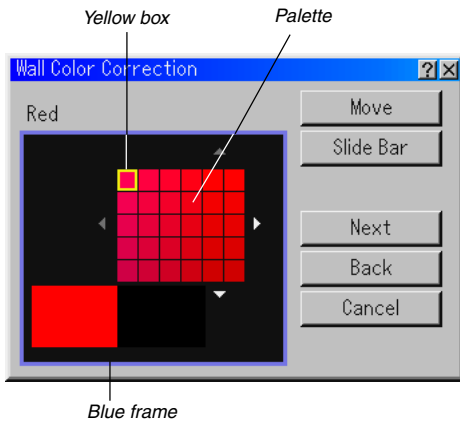 Yellow box
Palette
Wall Color Correction
Red
Move
Slide Bar
Next
Back
Cancel
Blue frame